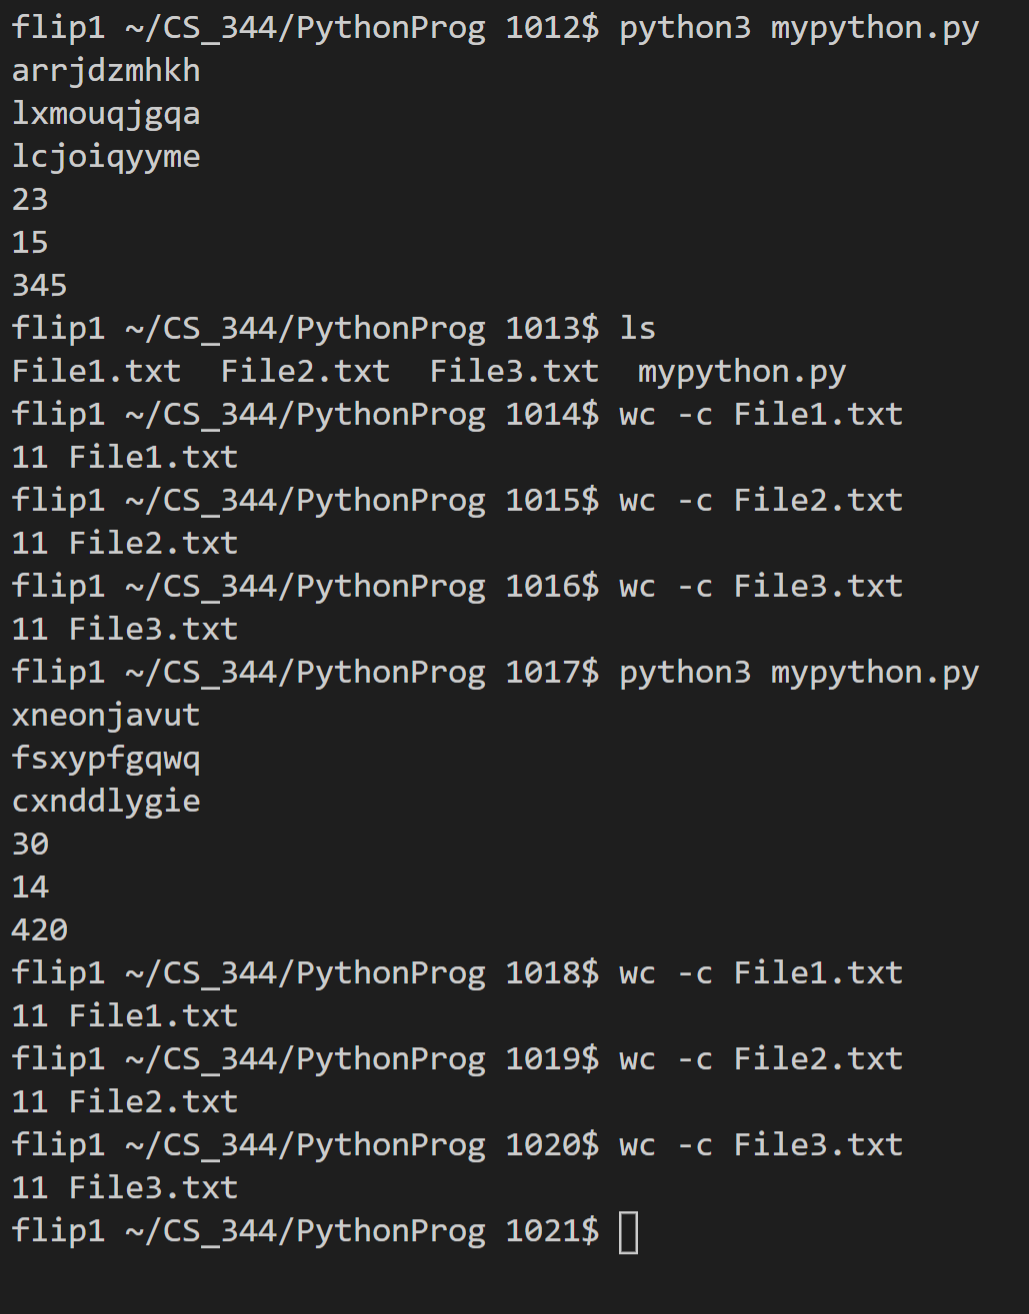 flip1 ~/CS_344/PythonProg 1012$ python3 mypython.py
arrjdzmhkh
lxmouqjgqa
lcjoiqyyme
23
15
345
flip1 ~/CS_344/PythonProg 1013$ ls
File1.txt  File2.txt  File3.txt  mypython.py
flip1 ~/CS_344/PythonProg 1014$ wc -c File1.txt
11 File1.txt
flip1 ~/CS_344/PythonProg 1015$ wc -c File2.txt
11 File2.txt
flip1 ~/CS_344/PythonProg 1016$ wc -c File3.txt
11 File3.txt
flip1 ~/CS_344/PythonProg 1017$ python3 mypython.py
xneonjavut
fsxypfgqwq
cxnddlygie
30
14
420
flip1 ~/CS_344/PythonProg 1018$ wc -c File1.txt
11 File1.txt
flip1 ~/CS_344/PythonProg 1019$ wc -c File2.txt
11 File2.txt
flip1 ~/CS_344/PythonProg 1020$ wc -c File3.txt
11 File3.txt
flip1 ~/CS_344/PythonProg 1021$